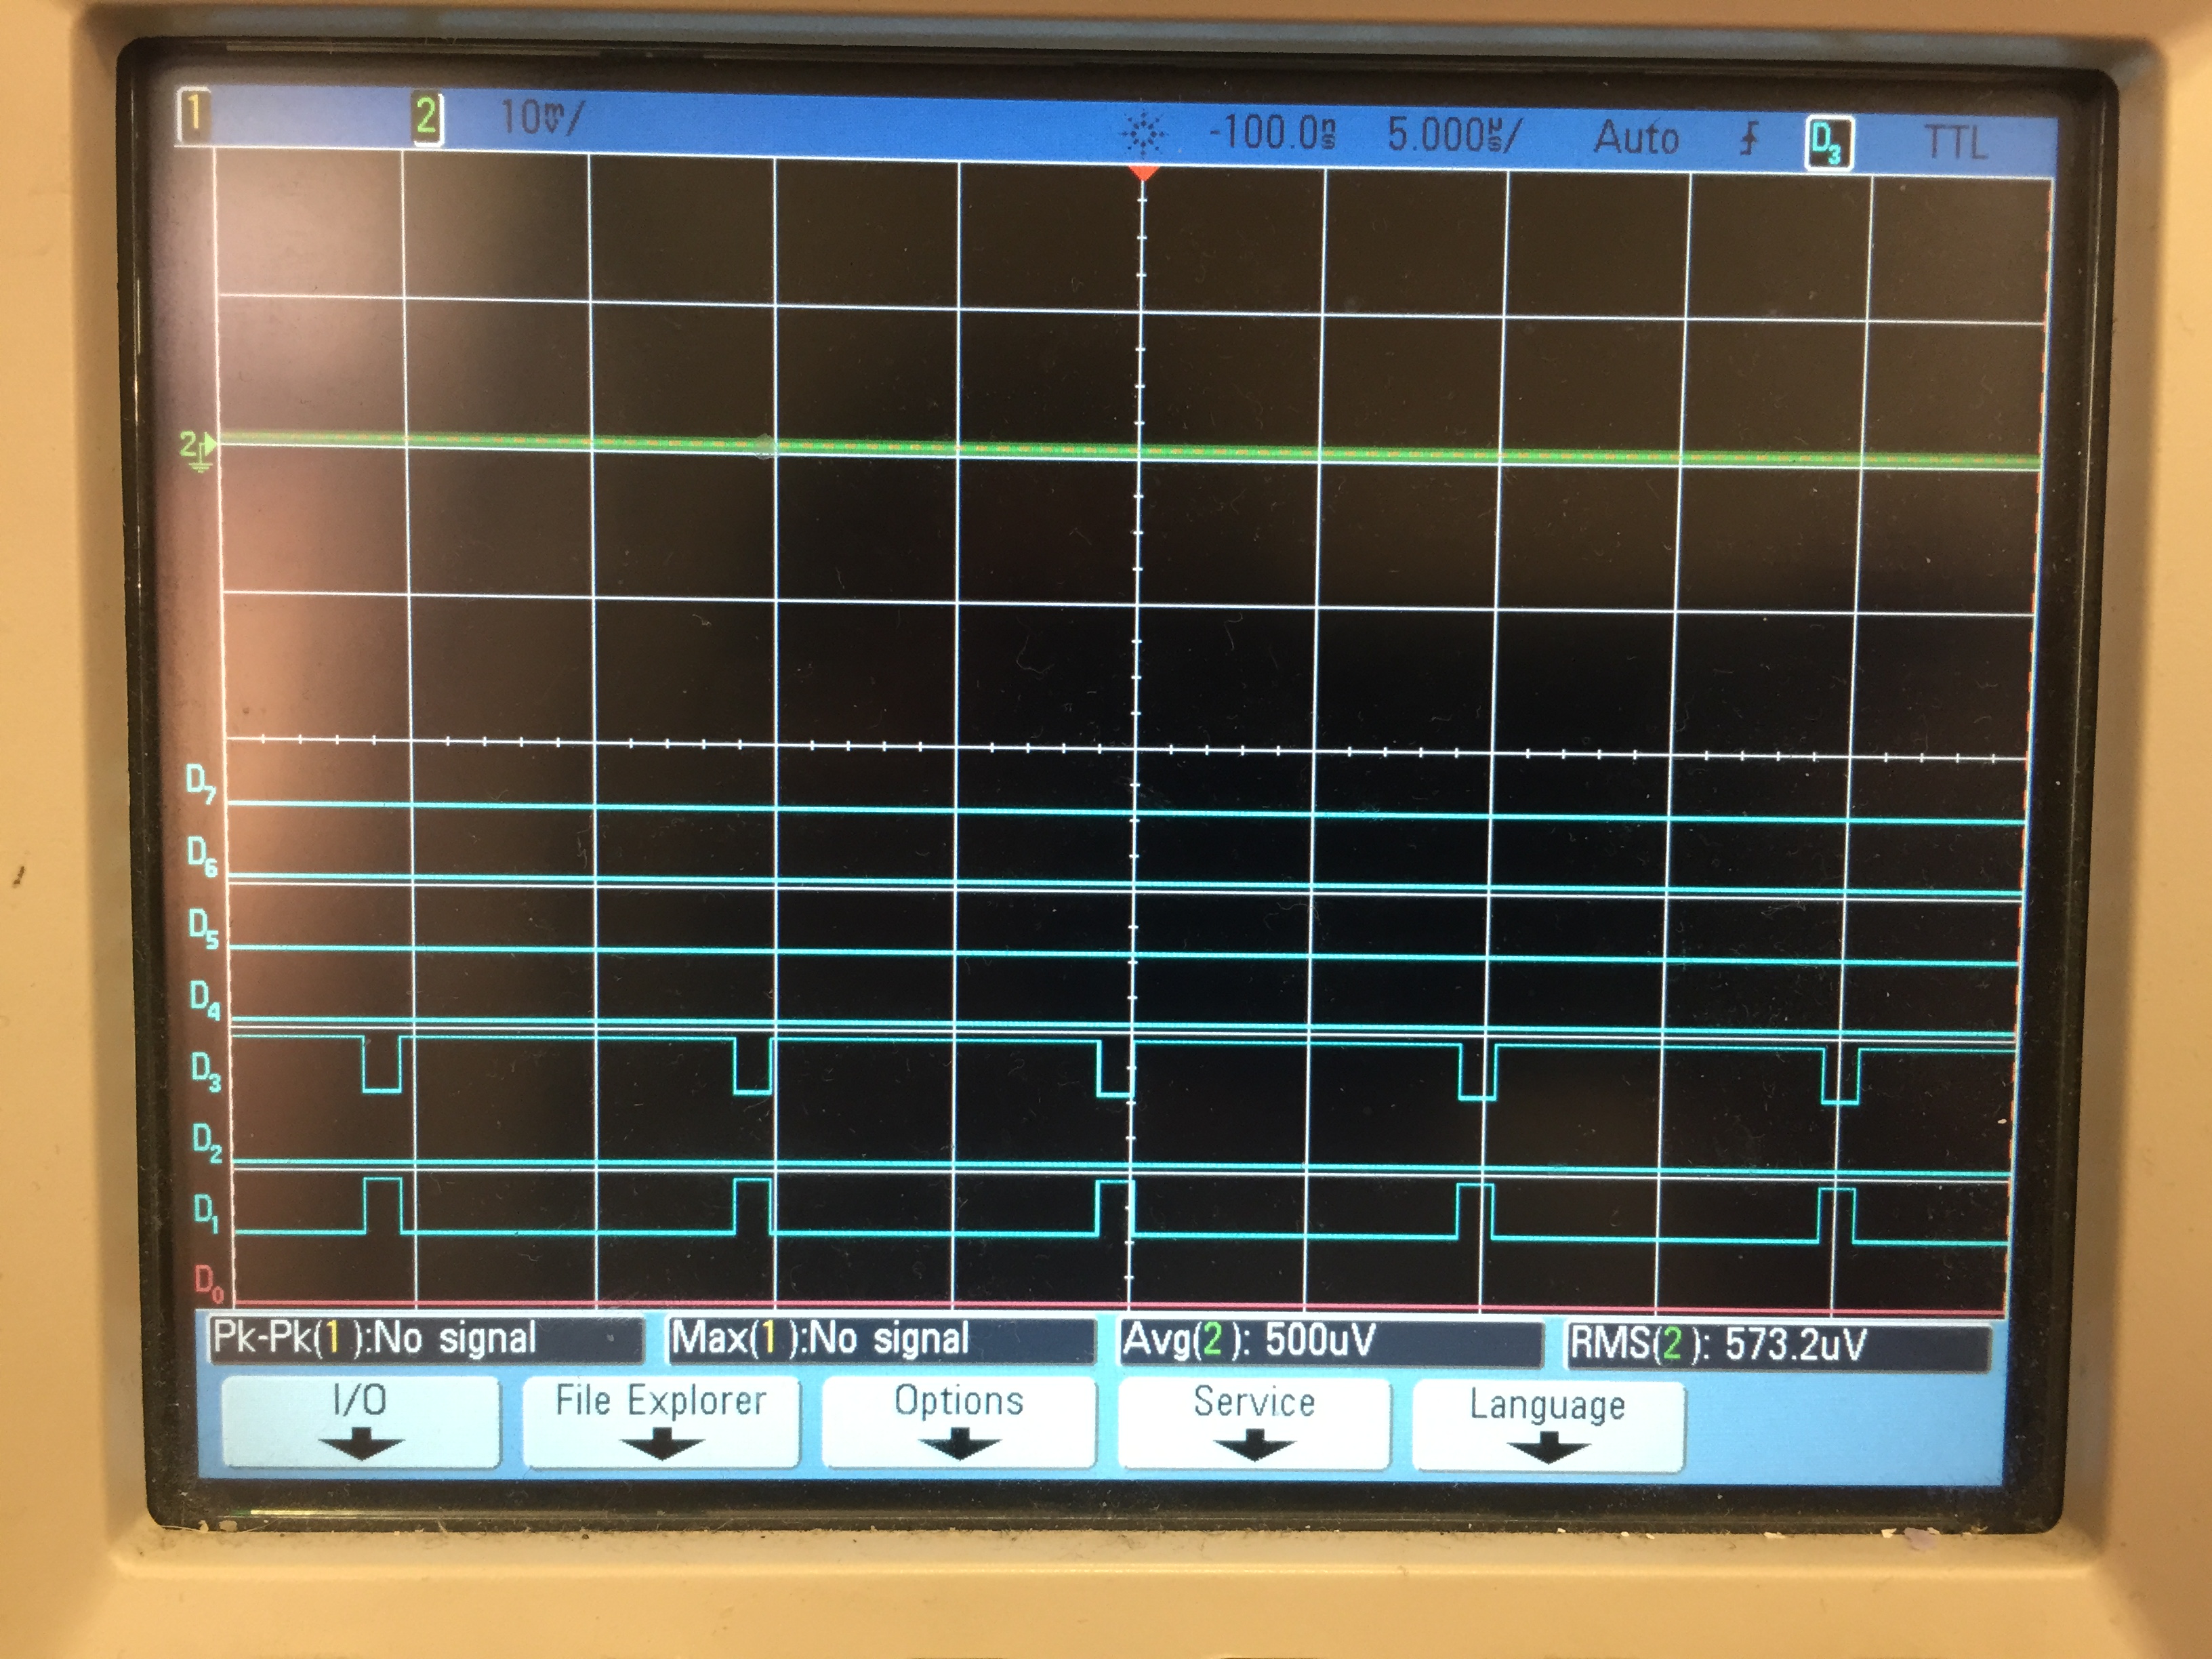 1 2 10mV/ -100.0ns 5.000µs/ Auto D3 TTL
2
D7
D6
D5
D4
D3
D2
D1
D0
Pk-Pk(1):No signal Max(1):No signal Avg(2): 500uV RMS(2): 573.2uV
I/O File Explorer Options Service Language